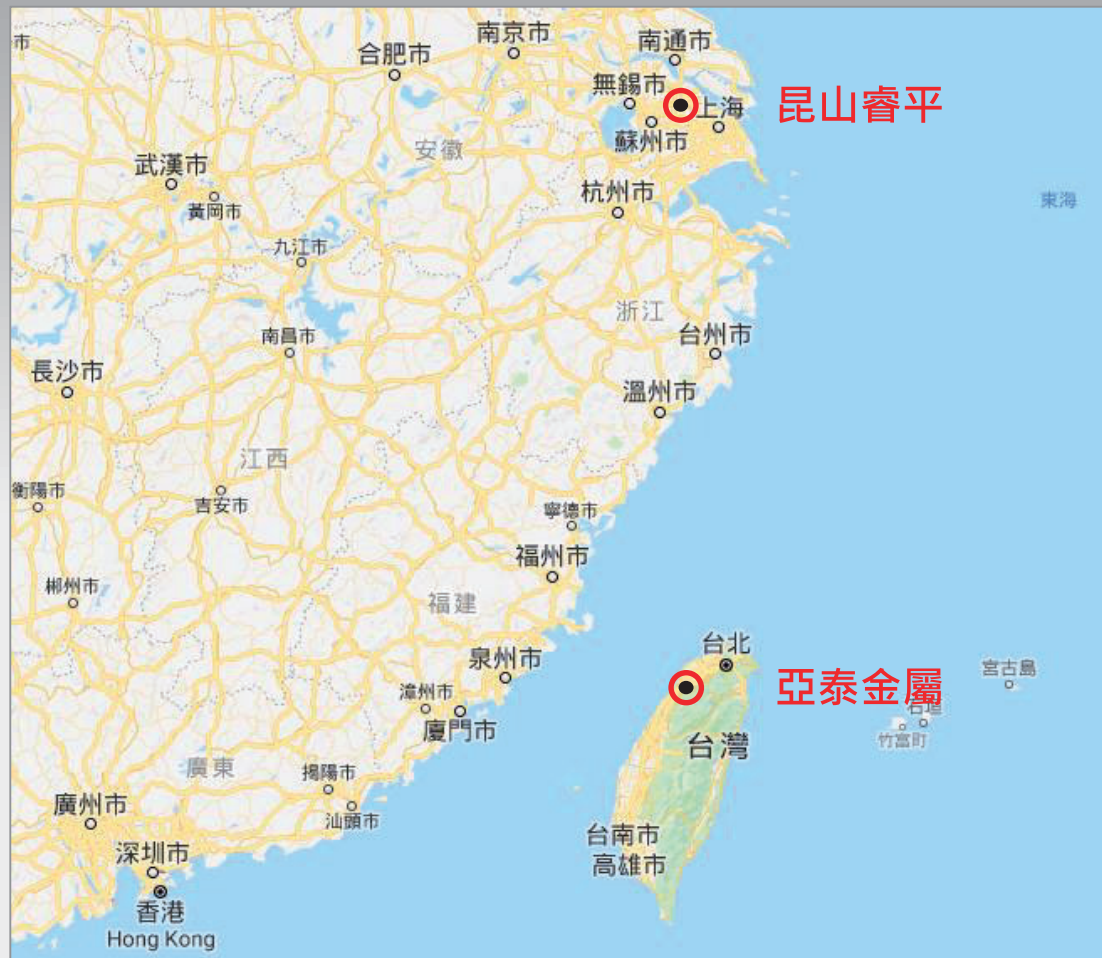 市
合肥市
南京市
南通市
無錫市
上海
昆山睿平
蘇州市
安徽
武漢市
黃岡市
杭州市
東海
九江市
浙江
南昌市
台州市
長沙市
溫州市
江西
衡陽市
吉安市
寧德市
福州市
郴州市
福建
台北
泉州市
宮古島
漳州市
亞泰金屬
廈門市
竹富町
台灣
廣東
揭陽市
廣州市
汕頭市
台南市
深圳市
高雄市
香港
Hong Kong